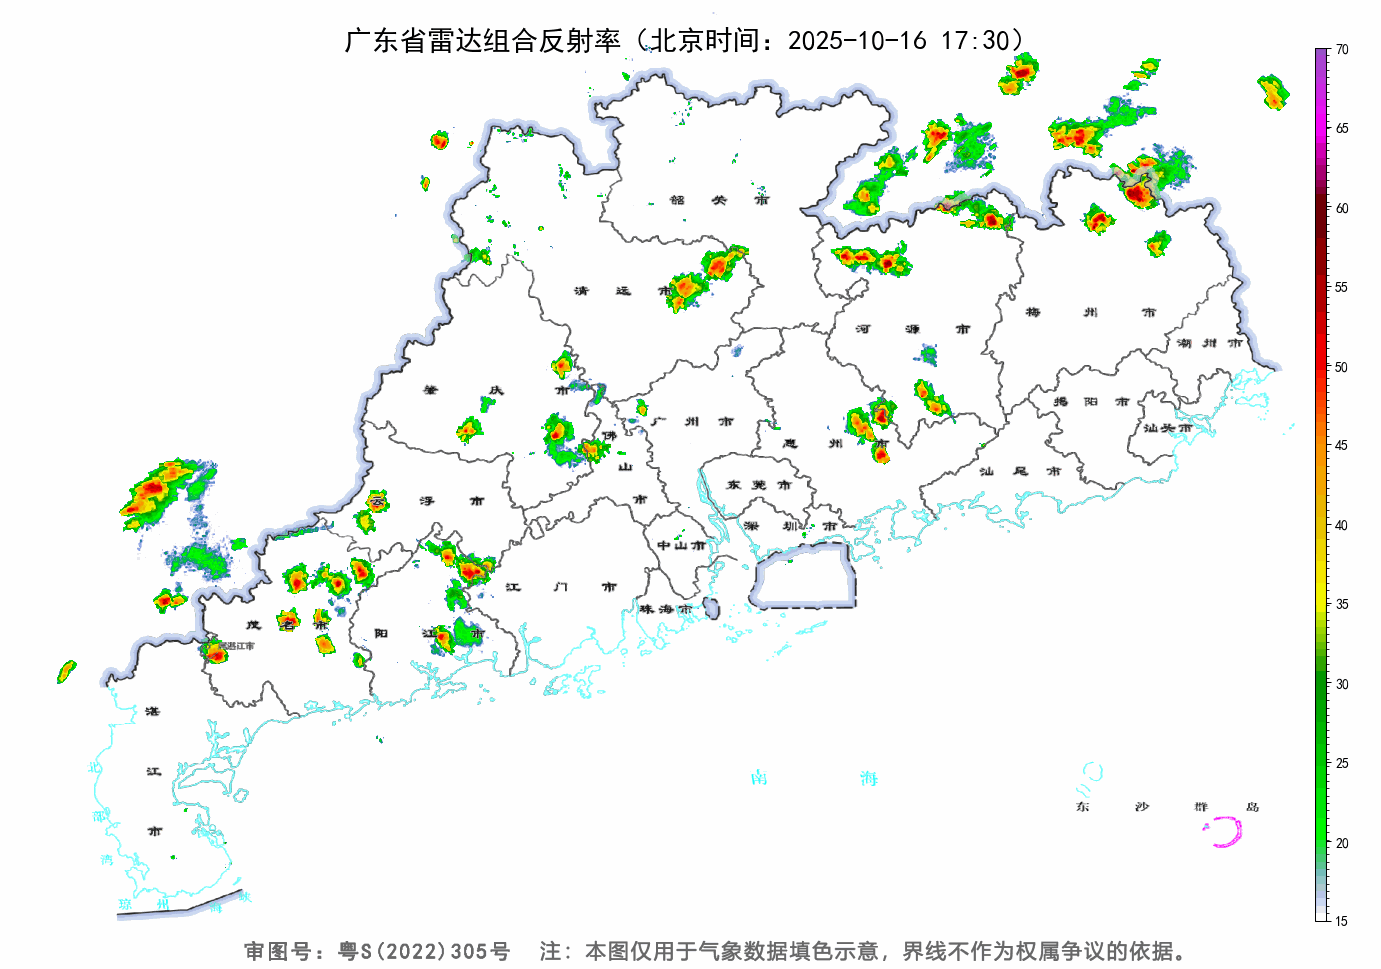 广东省雷达组合反射率（北京时间：2025-10-16 17:30）
70
65
60
55
50
45
40
35
30
25
20
15
韶关市
清远市
河源市
梅州市
潮州市
肇庆市
广州市
佛山市
惠州市
揭阳市
汕头市
汕尾市
东莞市
深圳市
中山市
云浮市
江门市
珠海市
茂名市
阳江市
湛江市
湛江市
北部湾
琼州海峡
南海
东沙群岛
审图号：粤S(2022)305号 注：本图仅用于气象数据填色示意，界线不作为权属争议的依据。